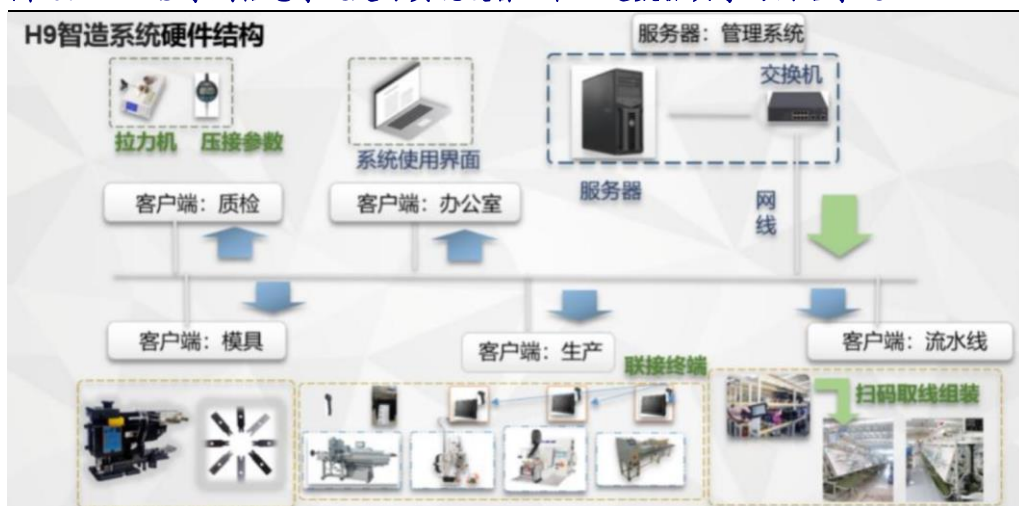 H9智造系统硬件结构
服务器：管理系统
交换机
拉力机 压接参数
系统使用界面
服务器
网线
客户端：质检
客户端：办公室
客户端：模具
客户端：生产
客户端：流水线
联接终端
扫码取线组装